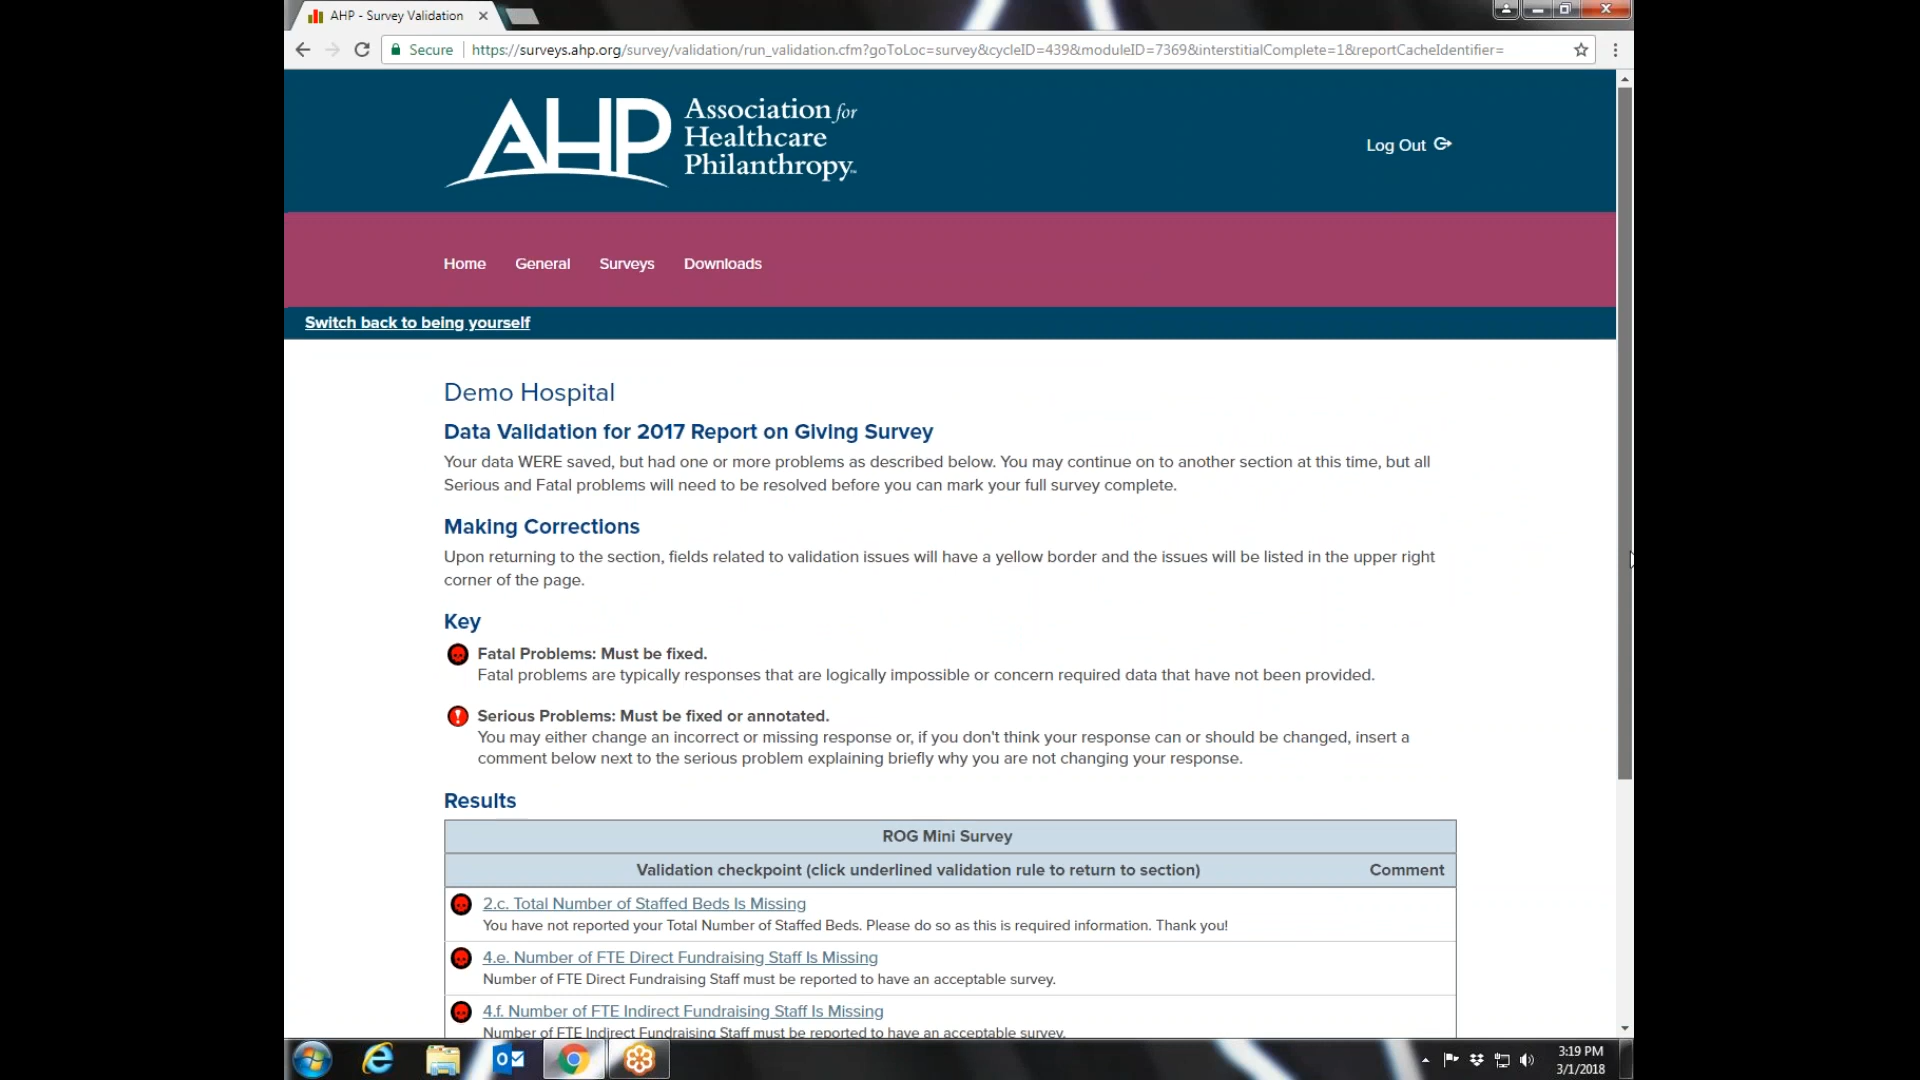 AHP - Survey Validation
Secure https://surveys.ahp.org/survey/validation/run_validation.cfm?goToLoc=survey&cycleID=439&moduleID=7369&interstitialComplete=1&reportCacheIdentifier=
AHP
Association for
Healthcare
Philanthropy™
Log Out
Home General Surveys Downloads
Switch back to being yourself
Demo Hospital
Data Validation for 2017 Report on Giving Survey
Your data WERE saved, but had one or more problems as described below. You may continue on to another section at this time, but all
Serious and Fatal problems will need to be resolved before you can mark your full survey complete.
Making Corrections
Upon returning to the section, fields related to validation issues will have a yellow border and the issues will be listed in the upper right
corner of the page.
Key
Fatal Problems: Must be fixed.
Fatal problems are typically responses that are logically impossible or concern required data that have not been provided.
Serious Problems: Must be fixed or annotated.
You may either change an incorrect or missing response or, if you don't think your response can or should be changed, insert a
comment below next to the serious problem explaining briefly why you are not changing your response.
Results
ROG Mini Survey
Validation checkpoint (click underlined validation rule to return to section) Comment
2.c. Total Number of Staffed Beds Is Missing
You have not reported your Total Number of Staffed Beds. Please do so as this is required information. Thank you!
4.e. Number of FTE Direct Fundraising Staff Is Missing
Number of FTE Direct Fundraising Staff must be reported to have an acceptable survey.
4.f. Number of FTE Indirect Fundraising Staff Is Missing
Number of FTE Indirect Fundraising Staff must be reported to have an acceptable survey.
3:19 PM
3/1/2018